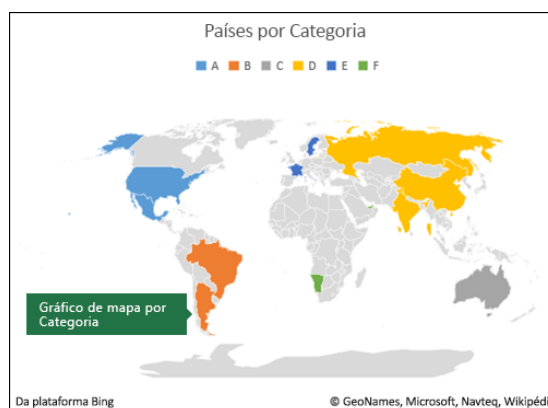 Países por Categoria
A B C D E F
Gráfico de mapa por
Categoria
Da plataforma Bing
© GeoNames, Microsoft, Navteq, Wikipédi